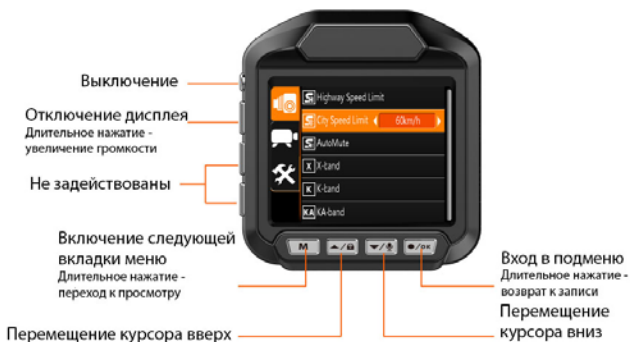 Выключение
Отключение дисплея
Длительное нажатие -
увеличение громкости
Не задействованы
Включение следующей
вкладки меню
Длительное нажатие -
переход к просмотру
Перемещение курсора вверх
Highway Speed Limit
City Speed Limit 60km/h
AutoMute
X X-band
K K-band
KA KA-band
M
OK
Вход в подменю
Длительное нажатие -
возврат к записи
Перемещение
курсора вниз